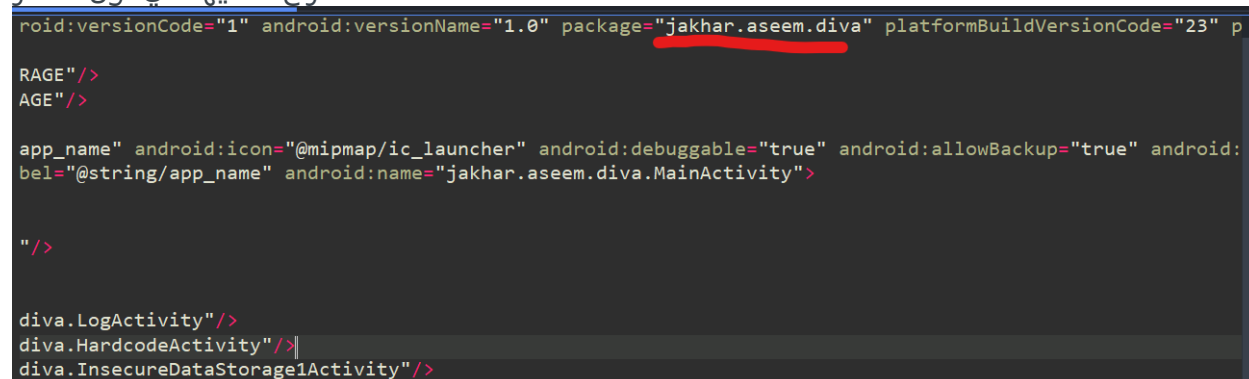 roid:versionCode="1" android:versionName="1.0" package="jakhar.aseem.diva" platformBuildVersionCode="23" p
RAGE"/>
AGE"/>
app_name" android:icon="@mipmap/ic_launcher" android:debuggable="true" android:allowBackup="true" android:
bel="@string/app_name" android:name="jakhar.aseem.diva.MainActivity">
"/>
diva.LogActivity"/>
diva.HardcodeActivity"/>
diva.InsecureDataStorage1Activity"/>